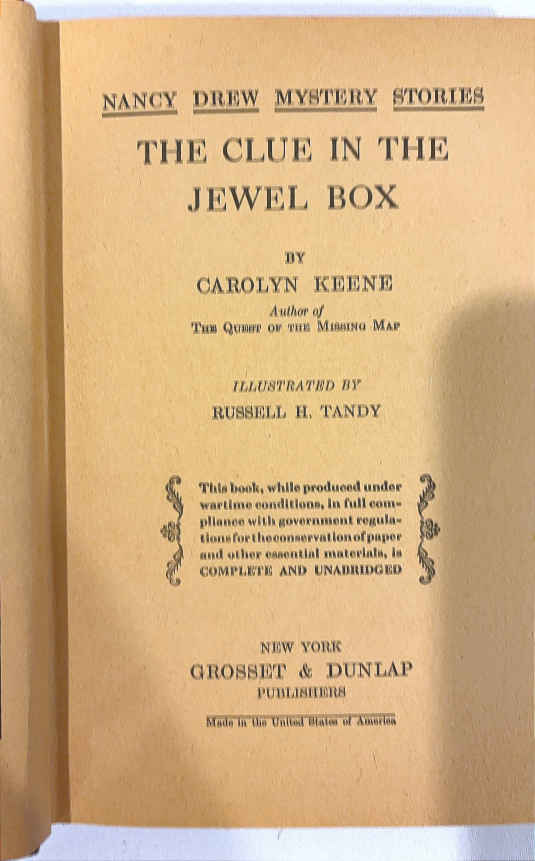 NANCY DREW MYSTERY STORIES
THE CLUE IN THE
JEWEL BOX
BY
CAROLYN KEENE
Author of
THE QUEST OF THE MISSING MAP
ILLUSTRATED BY
RUSSELL H. TANDY
This book, while produced under
wartime conditions, in full com-
pliance with government regula-
tions for the conservation of paper
and other essential materials, is
COMPLETE AND UNABRIDGED
NEW YORK
GROSSET & DUNLAP
PUBLISHERS
Made in the United States of America